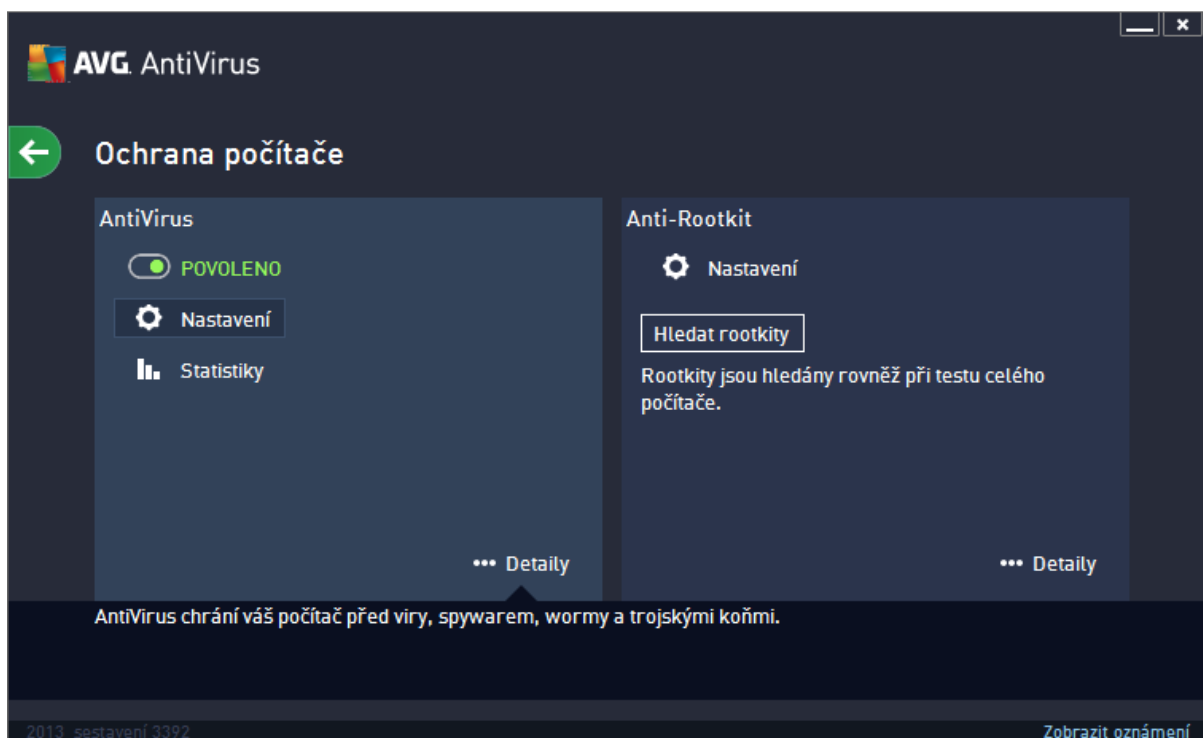 AVG. AntiVirus
Ochrana počítače
AntiVirus
POVOLENO
Nastavení
Statistiky
••• Detaily
Anti-Rootkit
Nastavení
Hledat rootkity
Rootkity jsou hledány rovněž při testu celého
počítače.
••• Detaily
AntiVirus chrání váš počítač před viry, spywarem, wormy a trojskými koňmi.
2013 sestavení 3392
Zobrazit oznámení